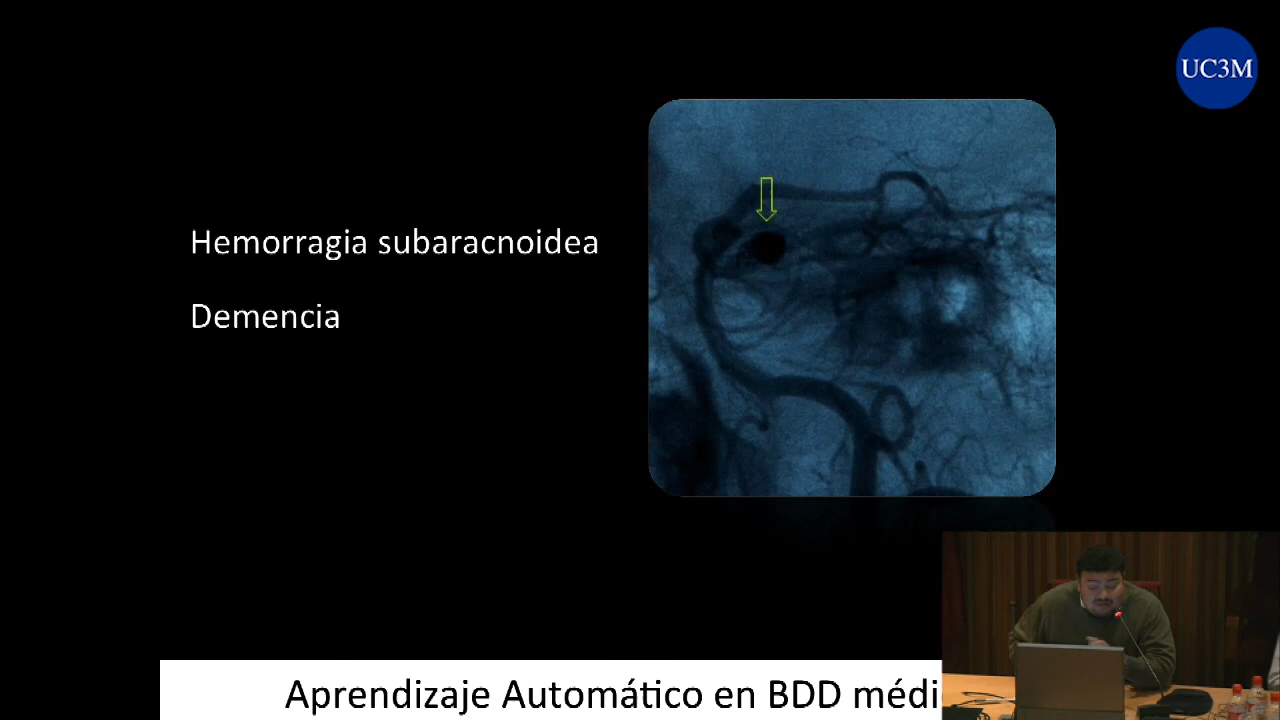 UC3M
Hemorragia subaracnoidea
Demencia
Aprendizaje Automático en BDD médi